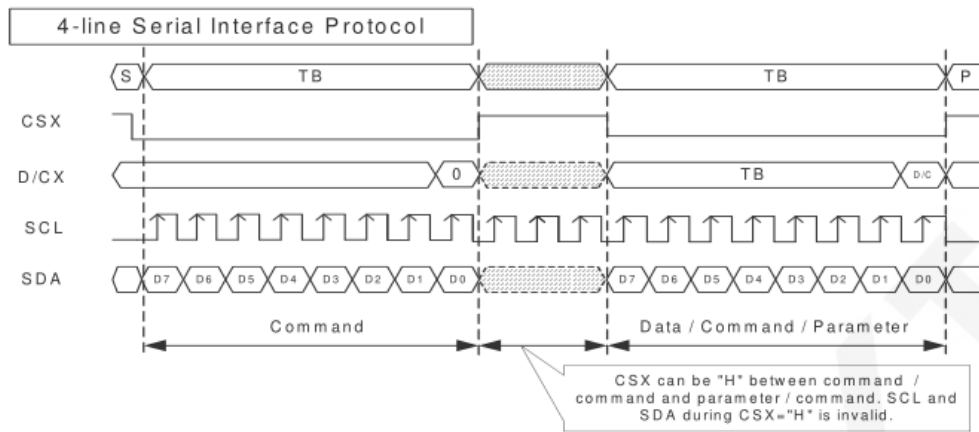 4-line Serial Interface Protocol
S TB TB P
CSX
D/CX 0 TB D/C
SCL
SDA D7 D6 D5 D4 D3 D2 D1 D0 D7 D6 D5 D4 D3 D2 D1 D0
Command Data / Command / Parameter
CSX can be "H" between command /
command and parameter / command. SCL and
SDA during CSX="H" is invalid.